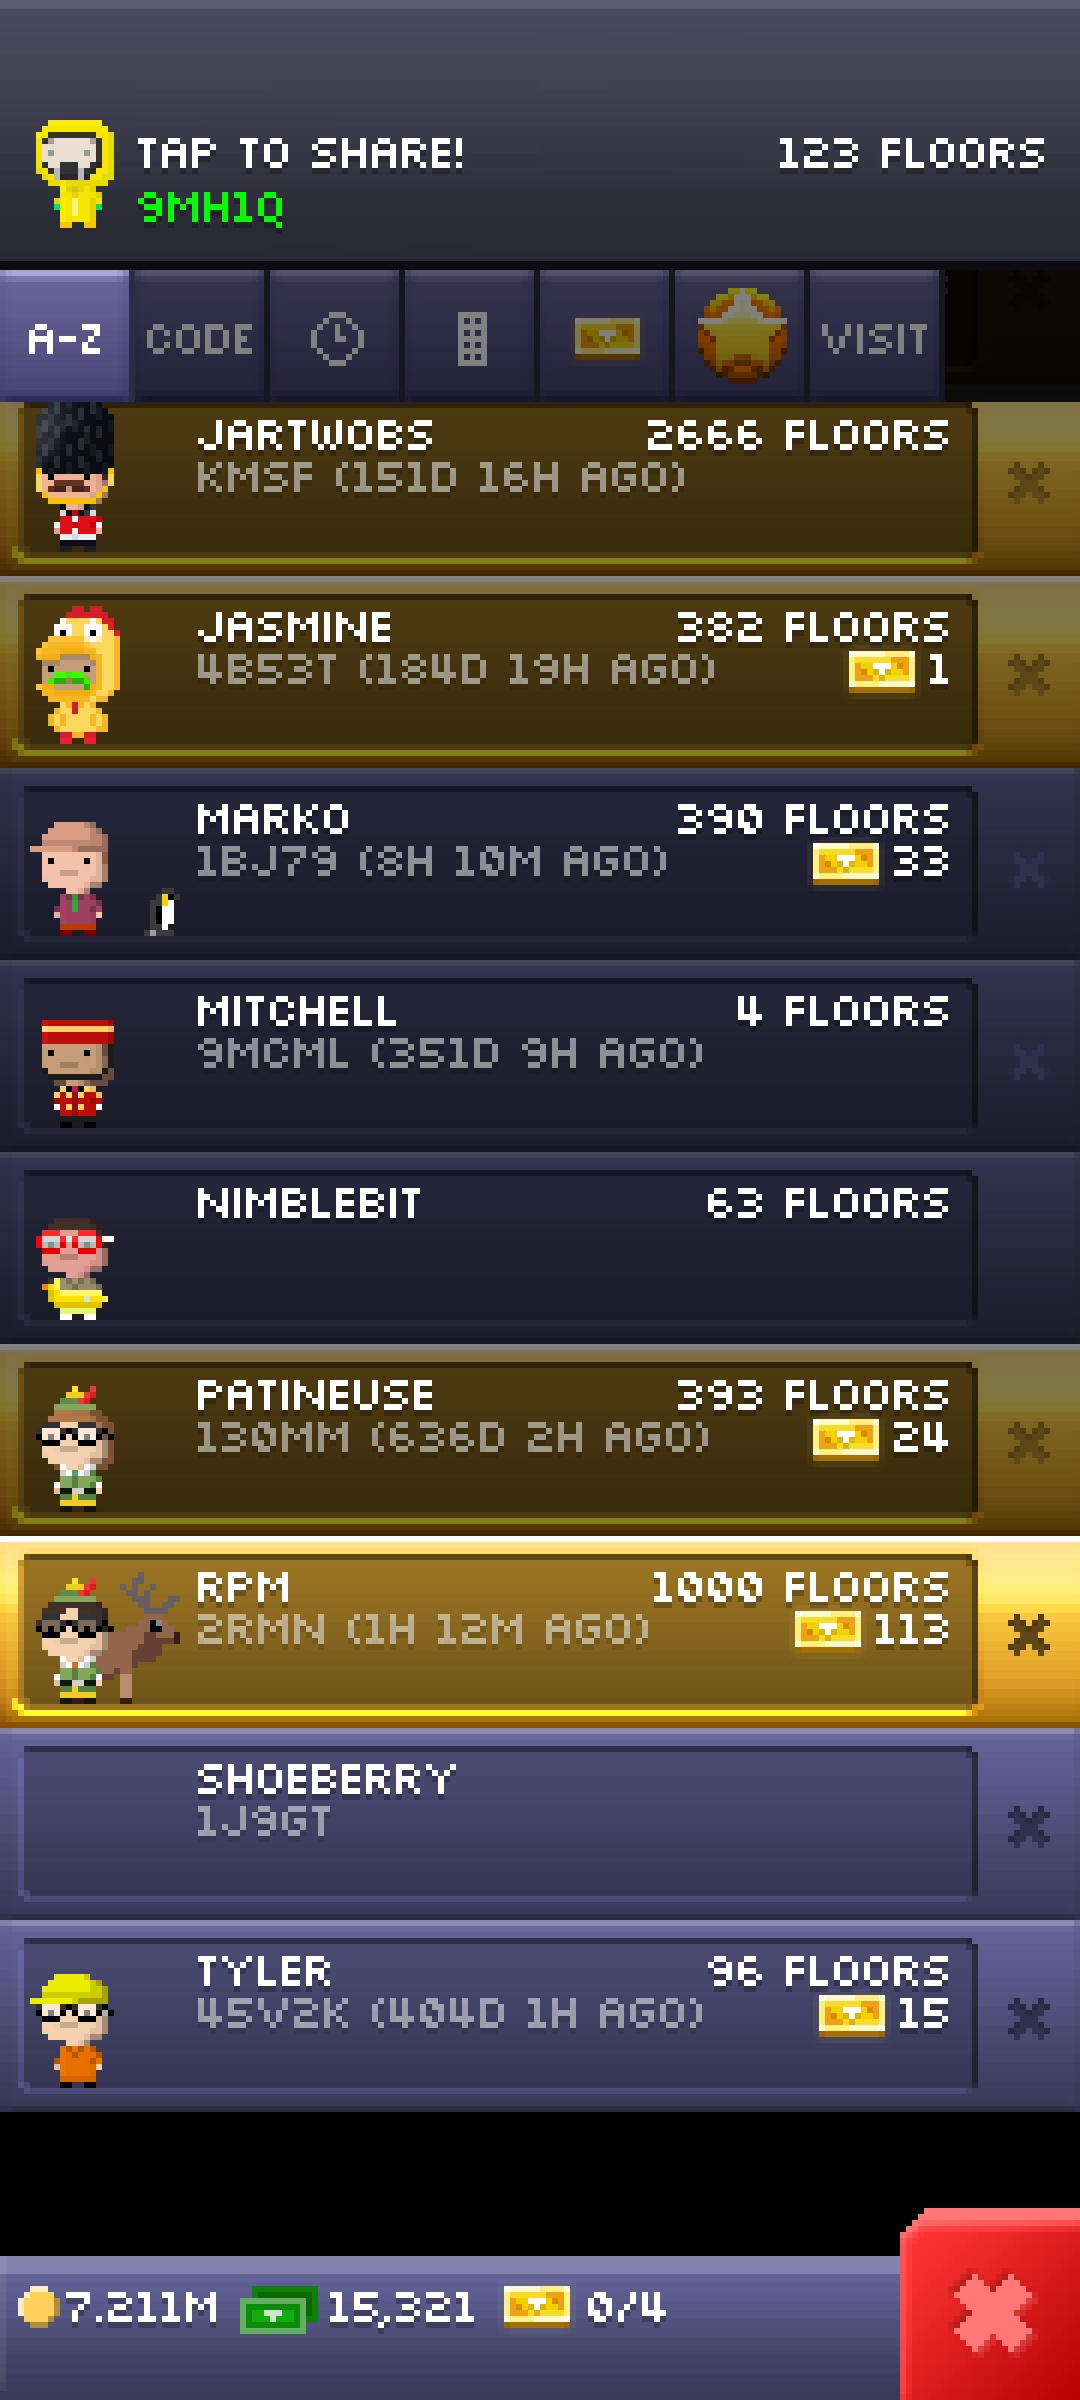 TAP TO SHARE! 123 FLOORS
9MH1Q
A-Z CODE VISIT
JARTWOBS 2666 FLOORS
KMSF (151D 16H AGO)
JASMINE 382 FLOORS
4B53T (184D 19H AGO) 1
MARKO 390 FLOORS
1BJ79 (8H 10M AGO) 33
MITCHELL 4 FLOORS
9MCML (351D 9H AGO)
NIMBLEBIT 63 FLOORS
PATINEUSE 393 FLOORS
130MM (636D 2H AGO) 24
RPM 1000 FLOORS
2RMN (1H 12M AGO) 113
SHOEBERRY
1J9GT
TYLER 96 FLOORS
45V2K (404D 1H AGO) 15
7.211M 15,321 0/4